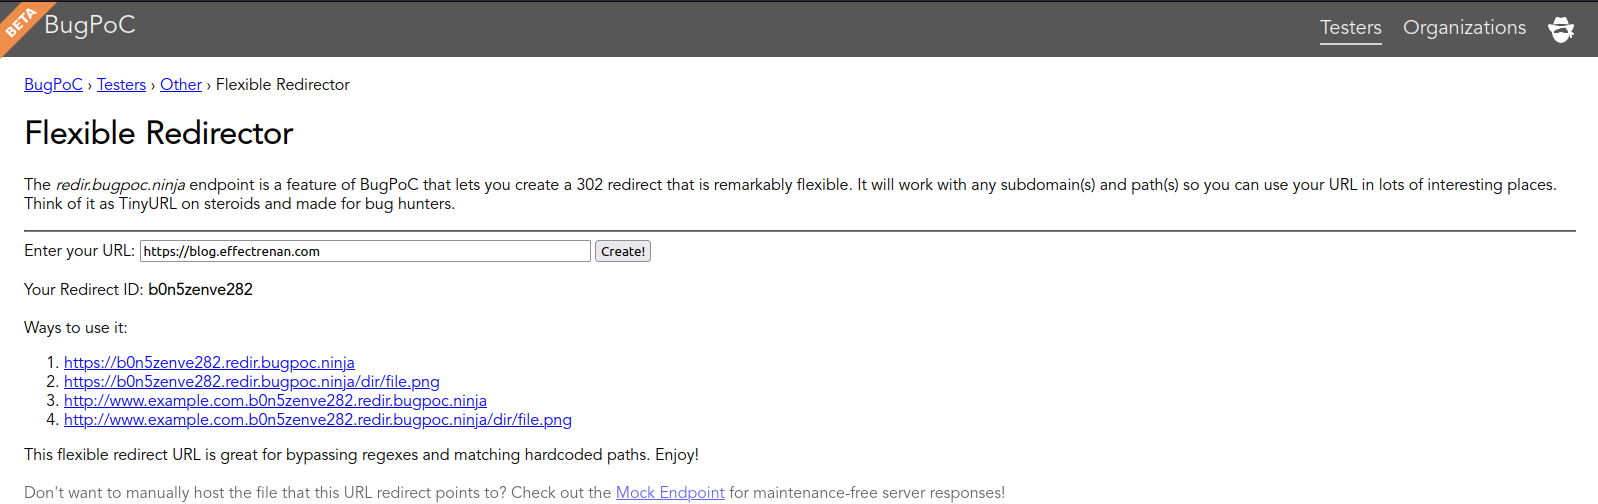 BETA
BugPoC
Testers Organizations
BugPoC › Testers › Other › Flexible Redirector
Flexible Redirector
The redir.bugpoc.ninja endpoint is a feature of BugPoC that lets you create a 302 redirect that is remarkably flexible. It will work with any subdomain(s) and path(s) so you can use your URL in lots of interesting places.
Think of it as TinyURL on steroids and made for bug hunters.
Enter your URL: https://blog.effectrenan.com Create!
Your Redirect ID: b0n5zenve282
Ways to use it:
1. https://b0n5zenve282.redir.bugpoc.ninja
2. https://b0n5zenve282.redir.bugpoc.ninja/dir/file.png
3. http://www.example.com.b0n5zenve282.redir.bugpoc.ninja
4. http://www.example.com.b0n5zenve282.redir.bugpoc.ninja/dir/file.png
This flexible redirect URL is great for bypassing regexes and matching hardcoded paths. Enjoy!
Don't want to manually host the file that this URL redirect points to? Check out the Mock Endpoint for maintenance-free server responses!